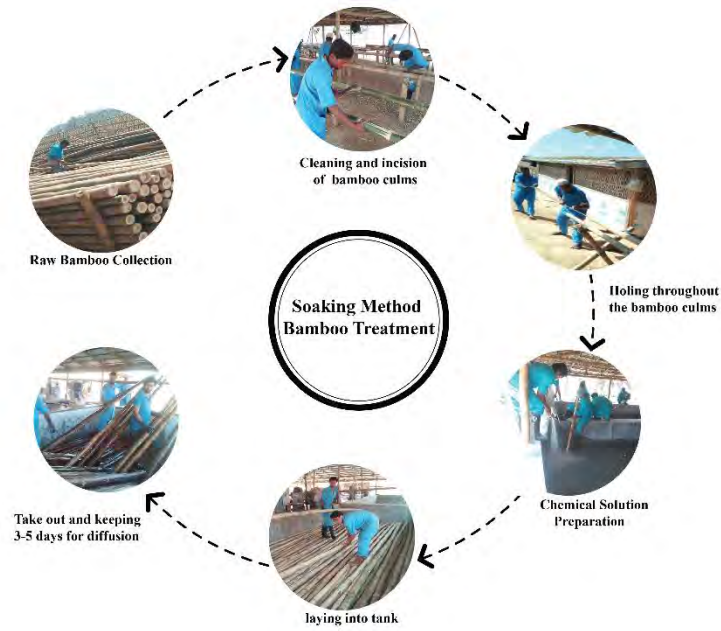 Soaking Method
Bamboo Treatment
Raw Bamboo Collection
Cleaning and incision
of bamboo culms
Holing throughout
the bamboo culms
Chemical Solution
Preparation
laying into tank
Take out and keeping
3-5 days for diffusion